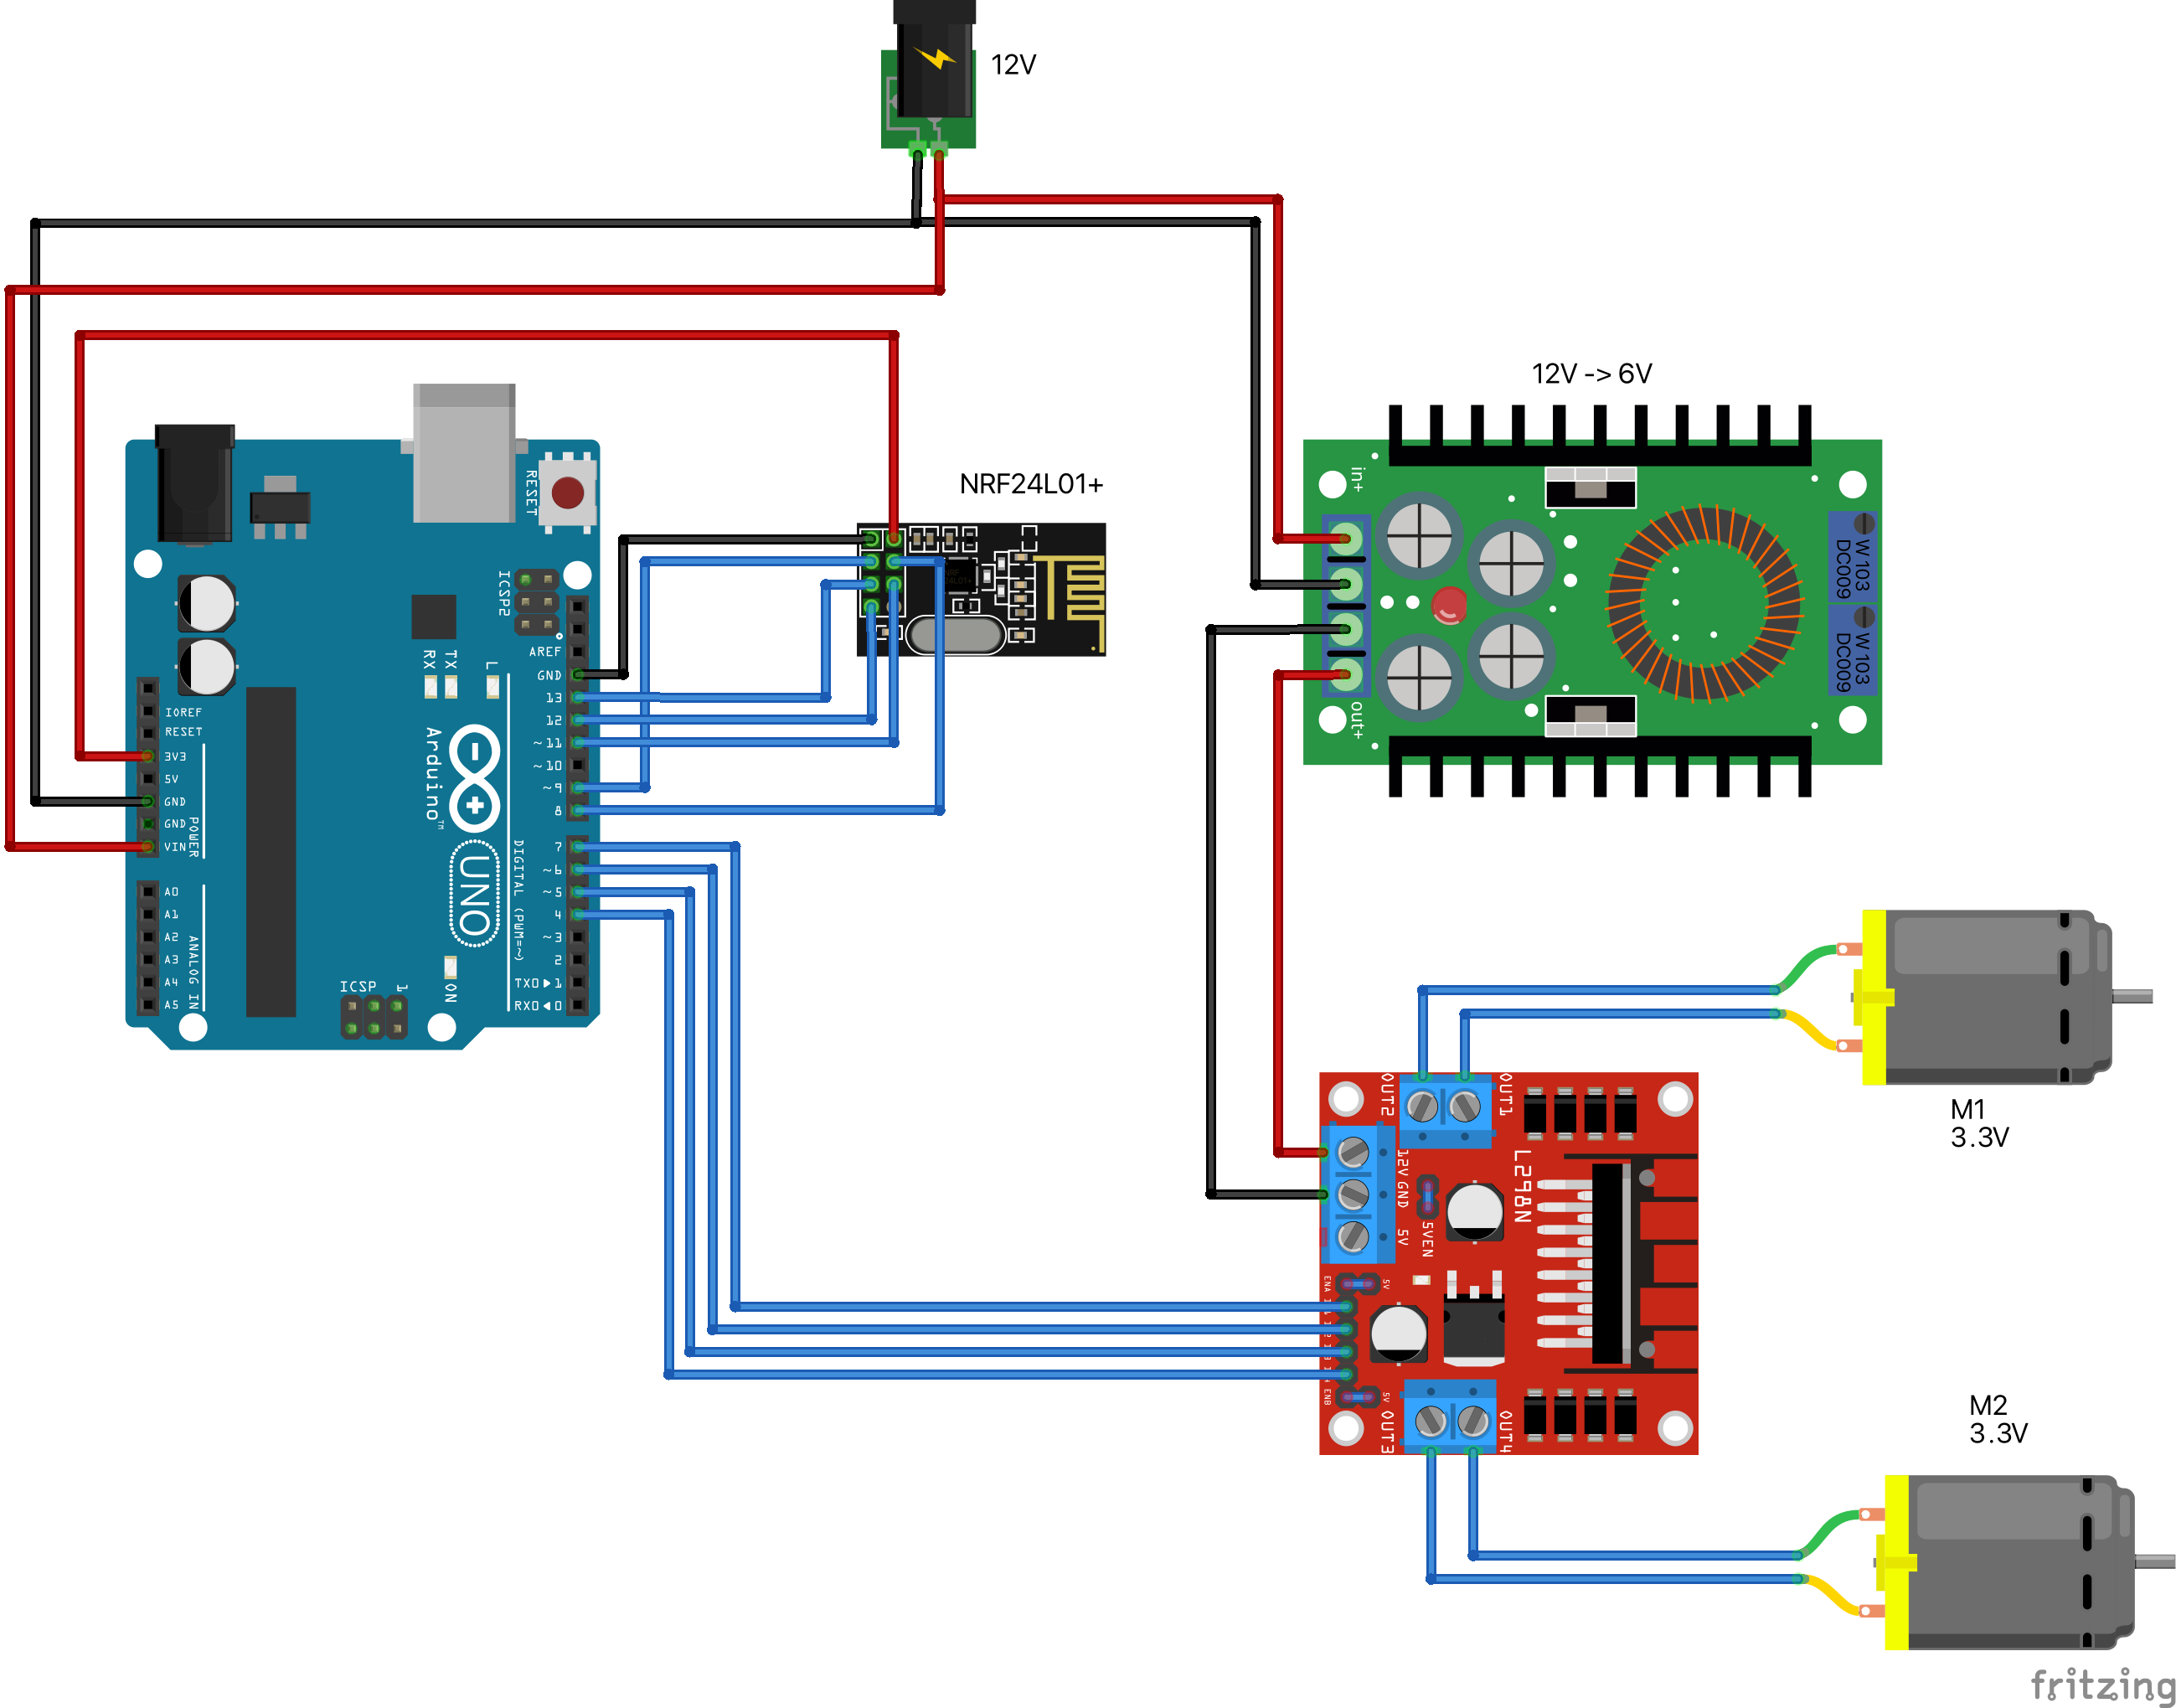 12V
12V -> 6V
NRF24L01+
in+
out+
W 103
DC009
W 103
DC009
RESET
ICSP2
AREF
GND
13
12
~11
~10
~9
8
7
~6
~5
4
~3
2
TX0▶1
RX0◀0
IOREF
RESET
3V3
5V
GND
GND
VIN
POWER
A0
A1
A2
A3
A4
A5
ANALOG IN
RX
TX
L
Arduino™
UNO
DIGITAL (PWM=~)
ICSP
1
ON
M1
3.3V
OUT2
OUT1
12V
GND
5V
5VEN
L298N
ENA
5V
ENB
5V
OUT3
OUT4
M2
3.3V
fritzing